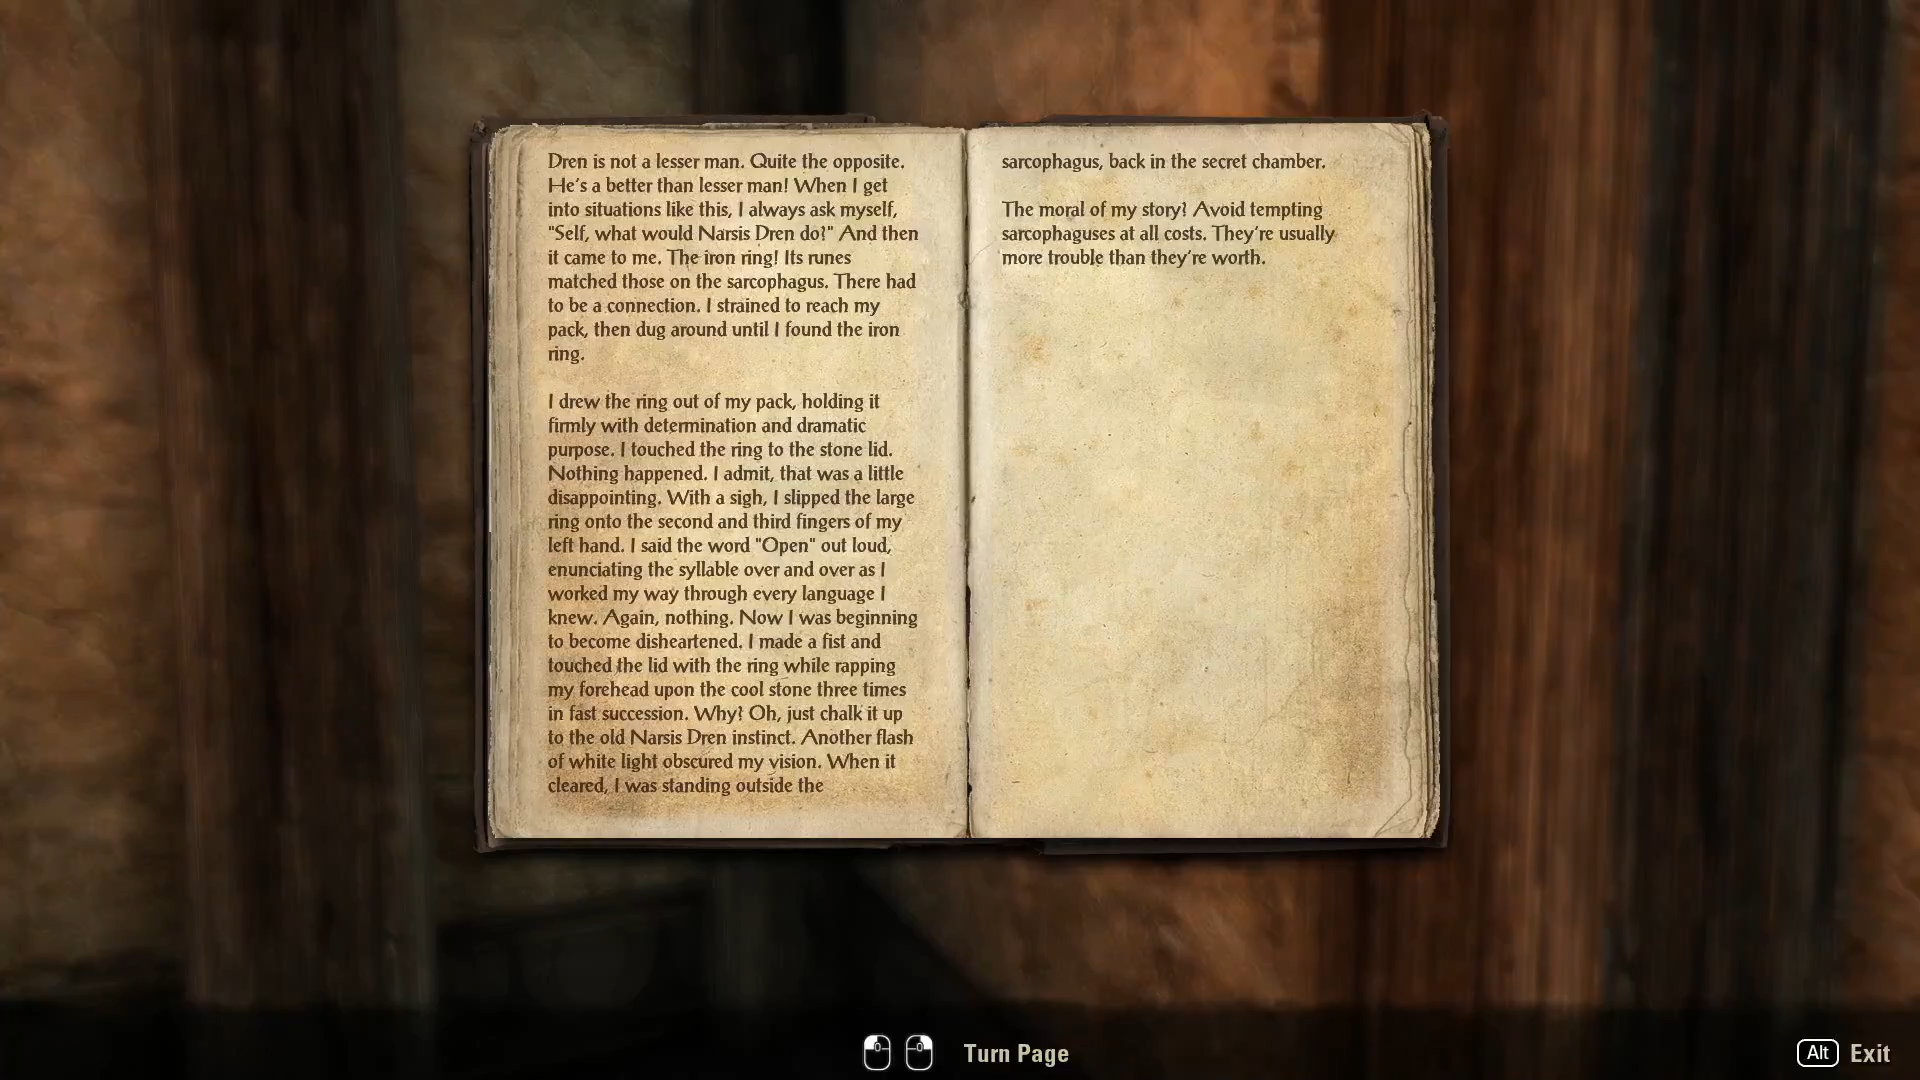 Dren is not a lesser man. Quite the opposite.
He's a better than lesser man! When I get
into situations like this, I always ask myself,
"Self, what would Narsis Dren do?" And then
it came to me. The iron ring! Its runes
matched those on the sarcophagus. There had
to be a connection. I strained to reach my
pack, then dug around until I found the iron
ring.
I drew the ring out of my pack, holding it
firmly with determination and dramatic
purpose. I touched the ring to the stone lid.
Nothing happened. I admit, that was a little
disappointing. With a sigh, I slipped the large
ring onto the second and third fingers of my
left hand. I said the word "Open" out loud,
enunciating the syllable over and over as I
worked my way through every language I
knew. Again, nothing. Now I was beginning
to become disheartened. I made a fist and
touched the lid with the ring while rapping
my forehead upon the cool stone three times
in fast succession. Why? Oh, just chalk it up
to the old Narsis Dren instinct. Another flash
of white light obscured my vision. When it
cleared, I was standing outside the
sarcophagus, back in the secret chamber.
The moral of my story? Avoid tempting
sarcophaguses at all costs. They're usually
more trouble than they're worth.
Turn Page
Alt Exit